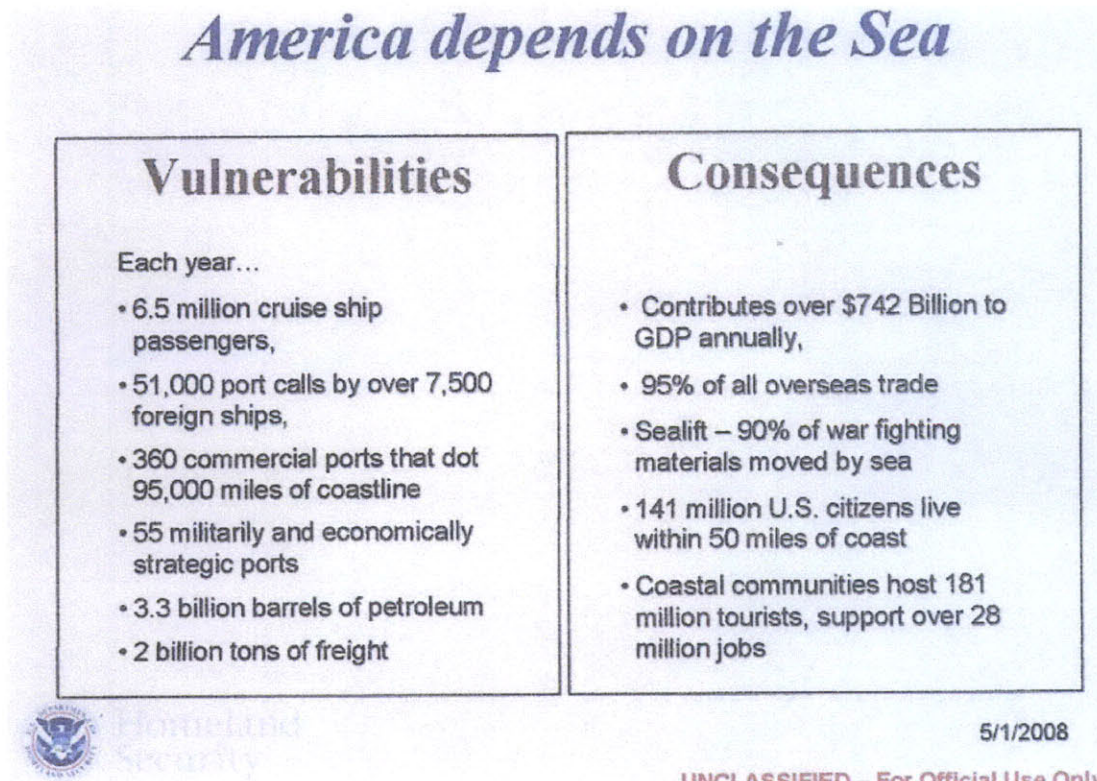 America depends on the Sea
Vulnerabilities
Each year...
• 6.5 million cruise ship
passengers,
• 51,000 port calls by over 7,500
foreign ships,
• 360 commercial ports that dot
95,000 miles of coastline
• 55 militarily and economically
strategic ports
• 3.3 billion barrels of petroleum
• 2 billion tons of freight
Consequences
• Contributes over $742 Billion to
GDP annually,
• 95% of all overseas trade
• Sealift – 90% of war fighting
materials moved by sea
• 141 million U.S. citizens live
within 50 miles of coast
• Coastal communities host 181
million tourists, support over 28
million jobs
Homeland
Security
5/1/2008
UNCLASSIFIED – For Official Use Only